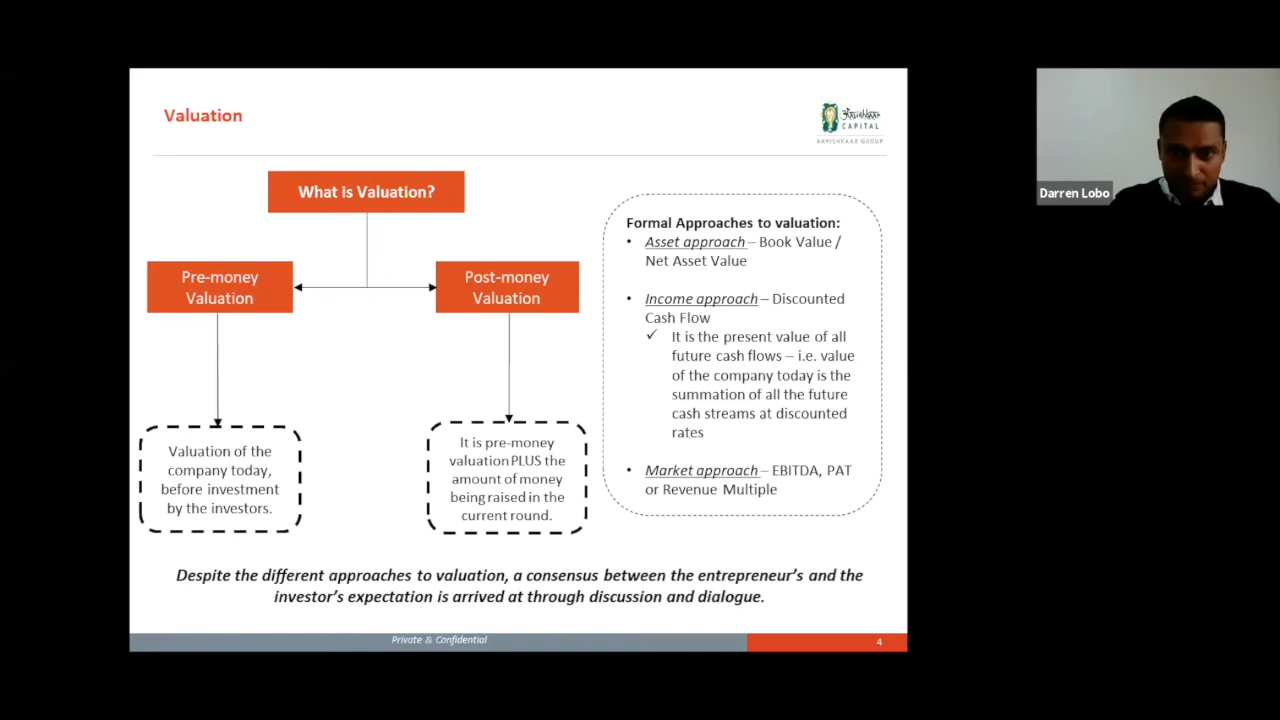 Valuation
आविष्कार
CAPITAL
AAVISHKAAR GROUP
What is Valuation?
Pre-money
Valuation
Post-money
Valuation
Valuation of the
company today,
before investment
by the investors.
It is pre-money
valuation PLUS the
amount of money
being raised in the
current round.
Formal Approaches to valuation:
• Asset approach – Book Value /
Net Asset Value
• Income approach – Discounted
Cash Flow
✓ It is the present value of all
future cash flows – i.e. value
of the company today is the
summation of all the future
cash streams at discounted
rates
• Market approach – EBITDA, PAT
or Revenue Multiple
Despite the different approaches to valuation, a consensus between the entrepreneur's and the
investor's expectation is arrived at through discussion and dialogue.
Private & Confidential
4
Darren Lobo